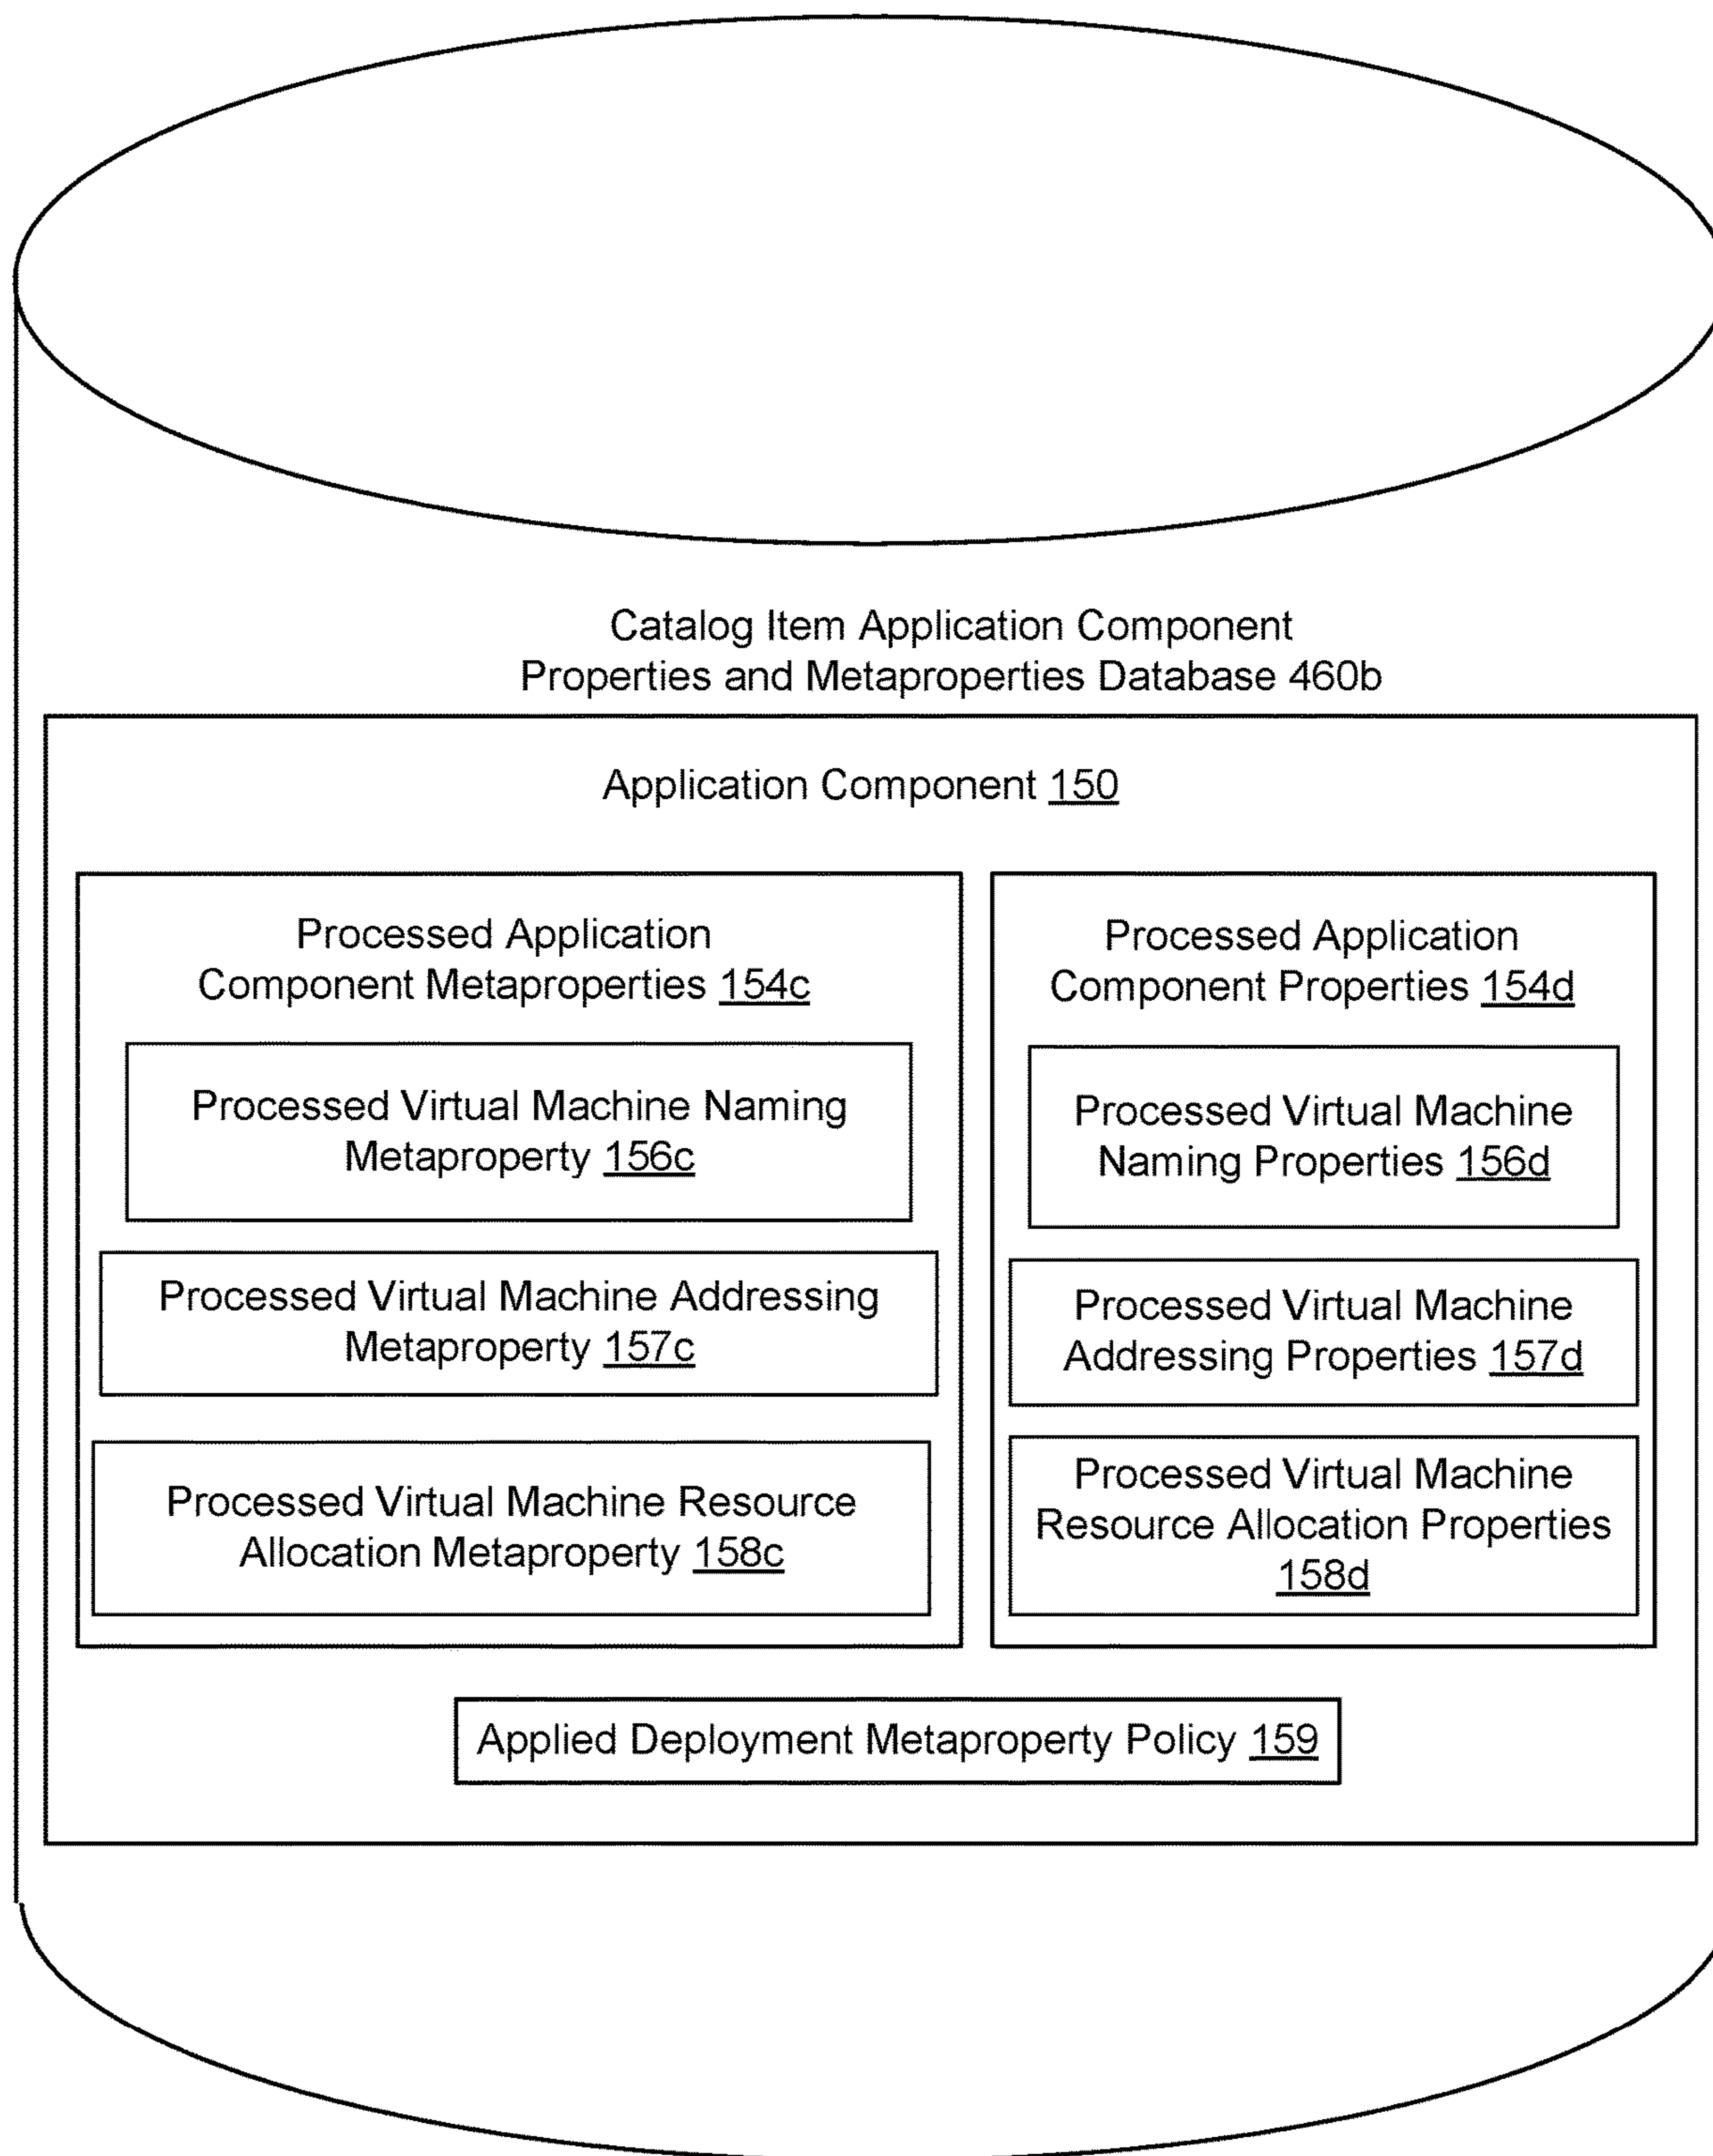 Catalog Item Application Component
Properties and Metaproperties Database 460b
Application Component 150
Processed Application
Component Metaproperties 154c
Processed Virtual Machine Naming
Metaproperty 156c
Processed Virtual Machine Addressing
Metaproperty 157c
Processed Virtual Machine Resource
Allocation Metaproperty 158c
Processed Application
Component Properties 154d
Processed Virtual Machine
Naming Properties 156d
Processed Virtual Machine
Addressing Properties 157d
Processed Virtual Machine
Resource Allocation Properties
158d
Applied Deployment Metaproperty Policy 159